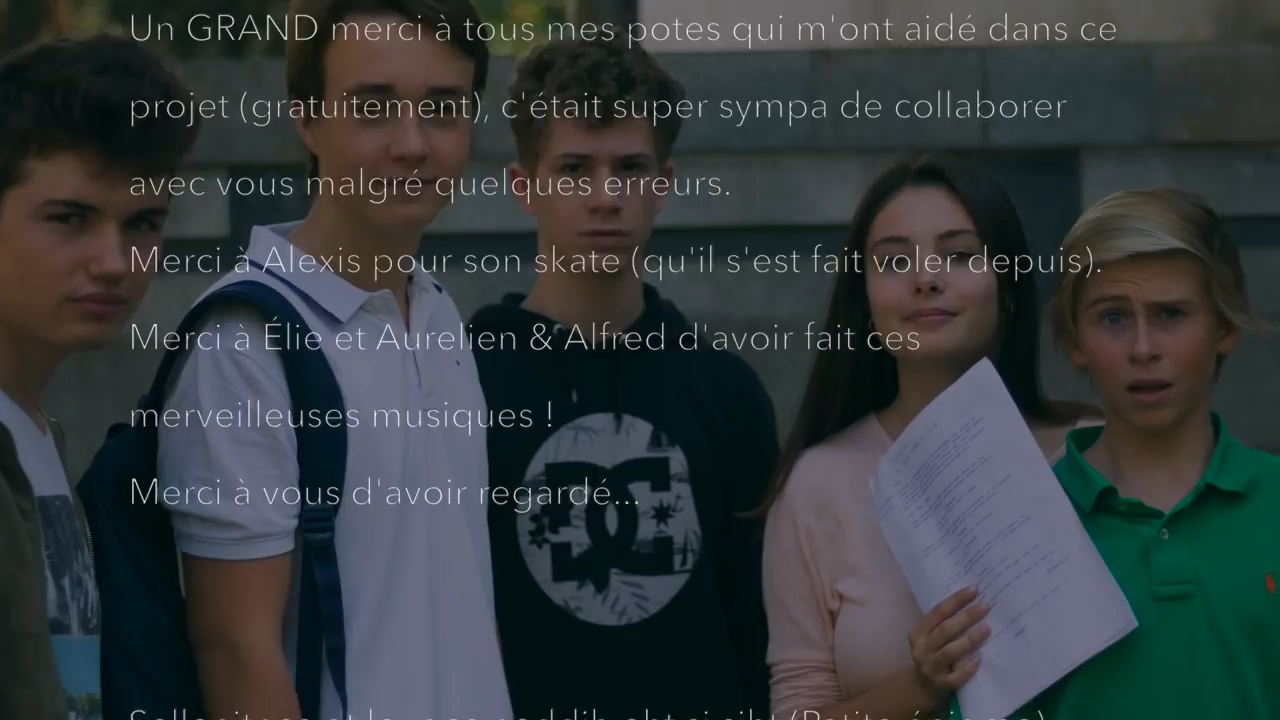 Un GRAND merci à tous mes potes qui m'ont aidé dans ce
projet (gratuitement), c'était super sympa de collaborer
avec vous malgré quelques erreurs.
Merci à Alexis pour son skate (qu'il s'est fait voler depuis).
Merci à Élie et Aurelien & Alfred d'avoir fait ces
merveilleuses musiques !
Merci à vous d'avoir regardé...